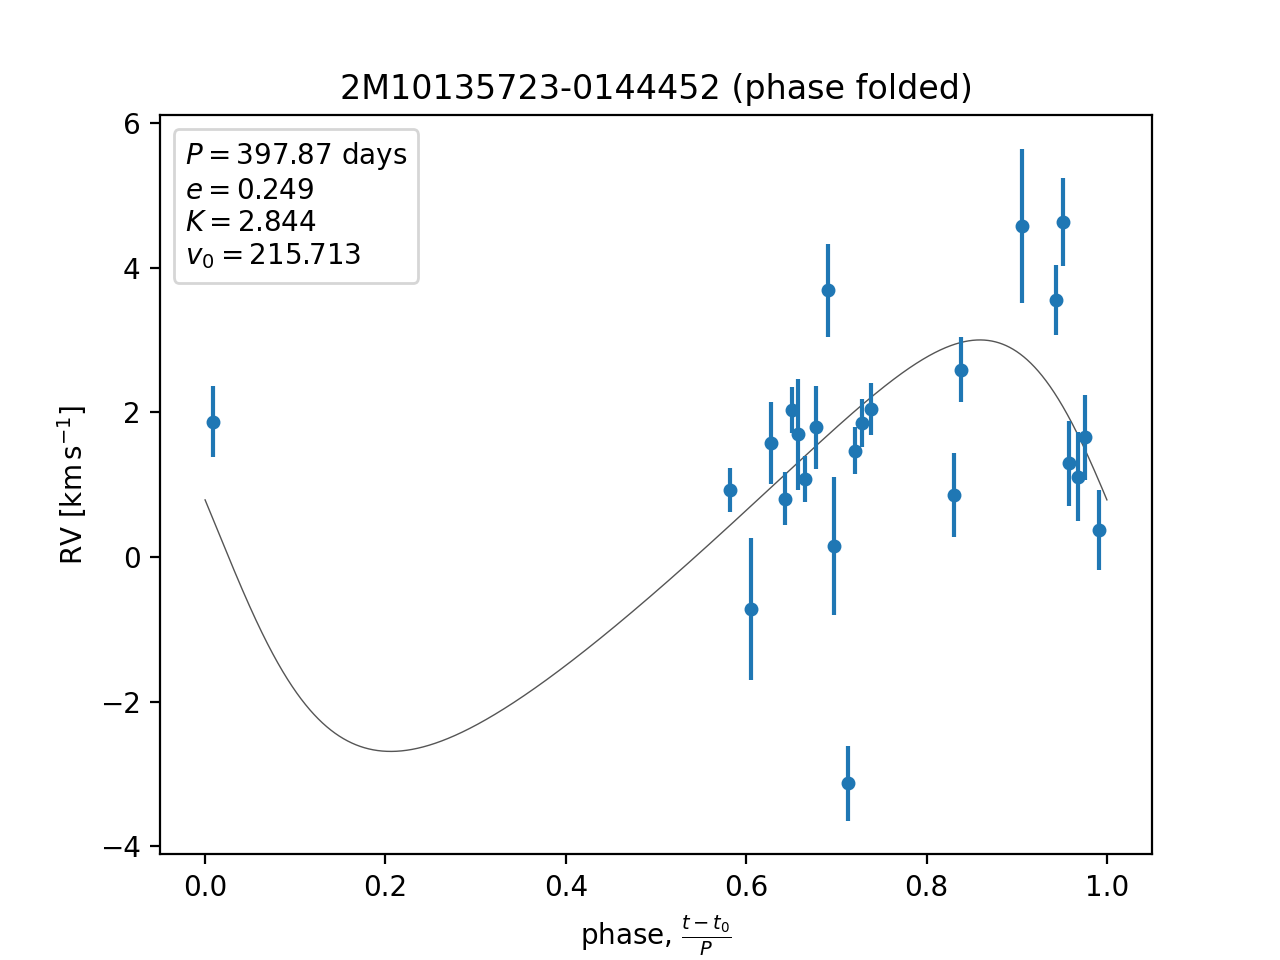 2M10135723-0144452 (phase folded)
P = 397.87 days
e = 0.249
K = 2.844
v₀ = 215.713
RV [km s⁻¹]
6
4
2
0
−2
−4
0.0 0.2 0.4 0.6 0.8 1.0
phase, (t − t₀)/P